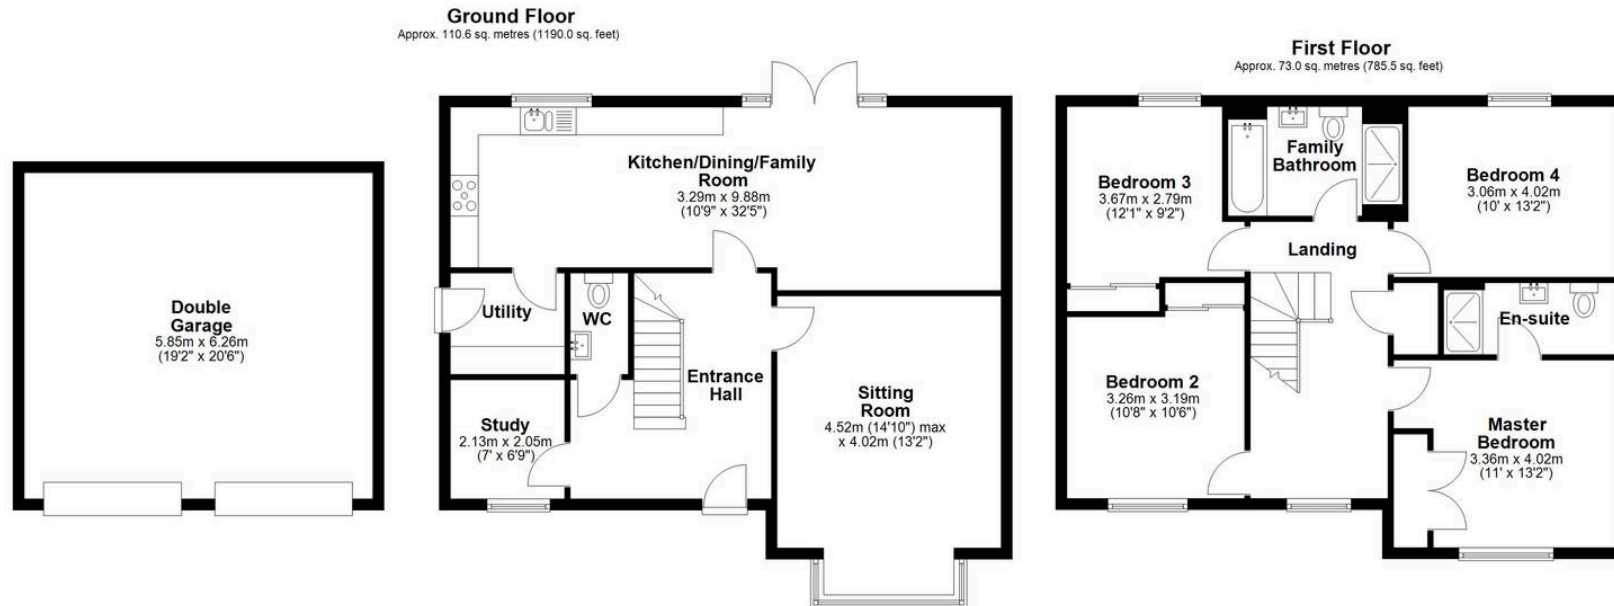 Ground Floor
Approx. 110.6 sq. metres (1190.0 sq. feet)
First Floor
Approx. 73.0 sq. metres (785.5 sq. feet)
Double
Garage
5.85m x 6.26m
(19'2" x 20'6")
Kitchen/Dining/Family
Room
3.29m x 9.88m
(10'9" x 32'5")
Utility
WC
Entrance
Hall
Study
2.13m x 2.05m
(7' x 6'9")
Sitting
Room
4.52m (14'10") max
x 4.02m (13'2")
Bedroom 3
3.67m x 2.79m
(12'1" x 9'2")
Family
Bathroom
Bedroom 4
3.06m x 4.02m
(10' x 13'2")
Landing
En-suite
Bedroom 2
3.26m x 3.19m
(10'8" x 10'6")
Master
Bedroom
3.36m x 4.02m
(11' x 13'2")